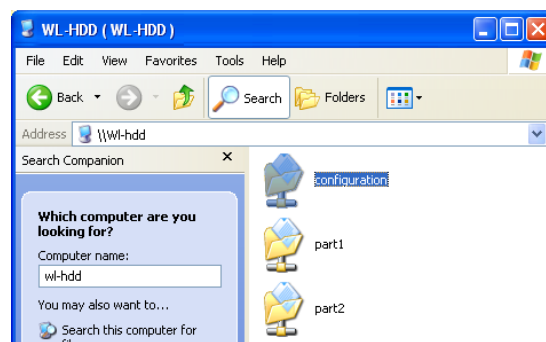 WL-HDD ( WL-HDD )
File Edit View Favorites Tools Help
Back Search Folders
Address \\wl-hdd
Search Companion x
Which computer are you
looking for?
Computer name:
wl-hdd
You may also want to...
Search this computer for
configuration
part1
part2